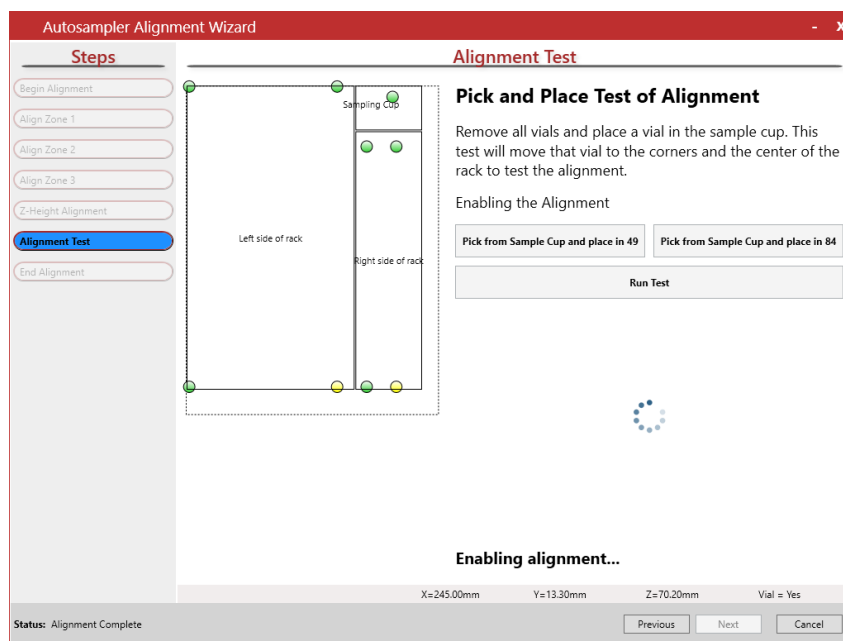 Autosampler Alignment Wizard
- X
Steps
Begin Alignment
Align Zone 1
Align Zone 2
Align Zone 3
Z-Height Alignment
Alignment Test
End Alignment
Alignment Test
Sampling Cup
Left side of rack
Right side of rack
Pick and Place Test of Alignment
Remove all vials and place a vial in the sample cup. This
test will move that vial to the corners and the center of the
rack to test the alignment.
Enabling the Alignment
Pick from Sample Cup and place in 49
Pick from Sample Cup and place in 84
Run Test
Enabling alignment...
X=245.00mm Y=13.30mm Z=70.20mm Vial = Yes
Status: Alignment Complete
Previous Next Cancel